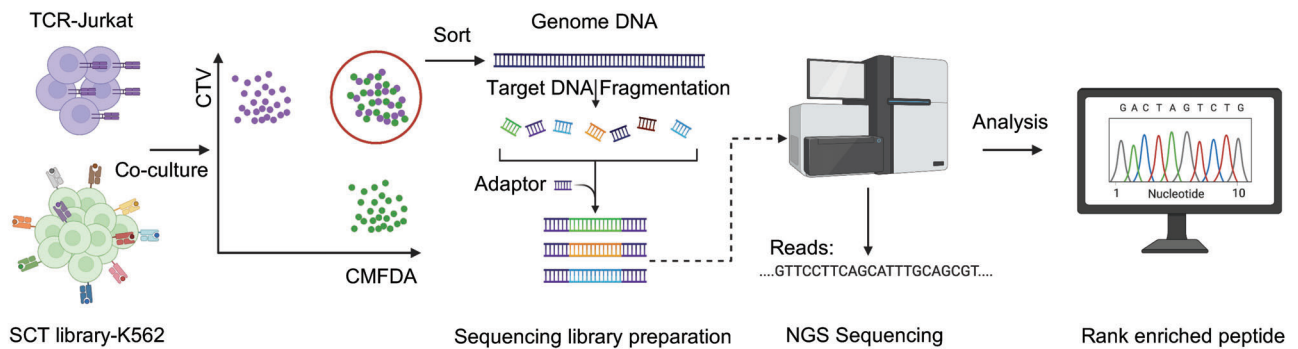 TCR-Jurkat
Co-culture
SCT library-K562
CTV
CMFDA
Sort
Genome DNA
Target DNA Fragmentation
Adaptor
Sequencing library preparation
Reads:
....GTTCCTTCAGCATTTGCAGCGT....
NGS Sequencing
Analysis
G A C T A G T C T G
1 Nucleotide 10
Rank enriched peptide